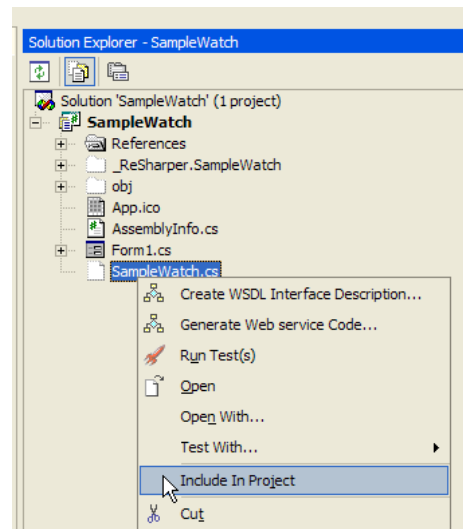 Solution Explorer - SampleWatch
Solution 'SampleWatch' (1 project)
SampleWatch
References
_ReSharper.SampleWatch
obj
App.ico
AssemblyInfo.cs
Form1.cs
SampleWatch.cs
Create WSDL Interface Description...
Generate Web service Code...
Run Test(s)
Open
Open With...
Test With...
Include In Project
Cut